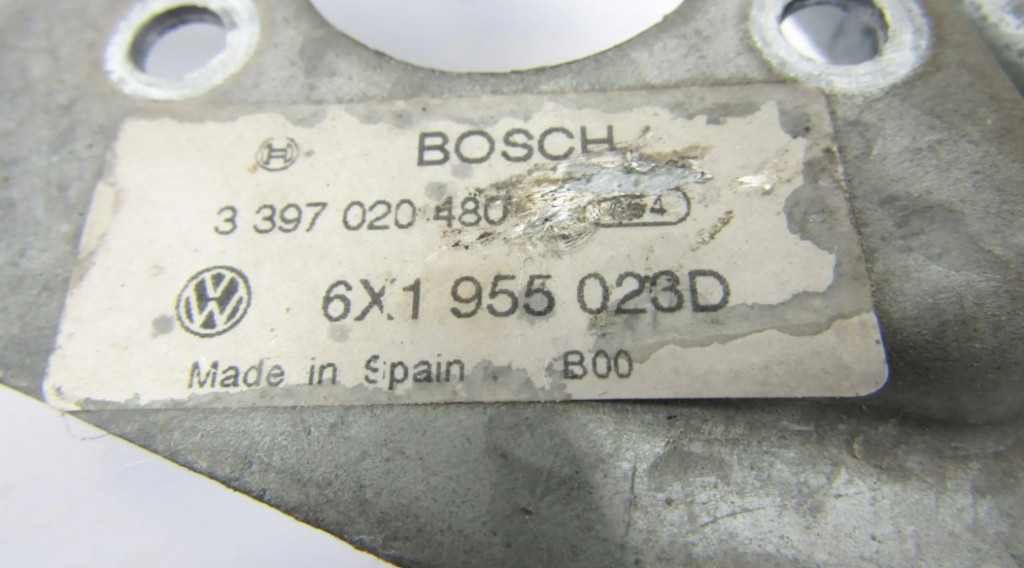 BOSCH
3 397 020 480
6X1 955 023D
Made in Spain B00